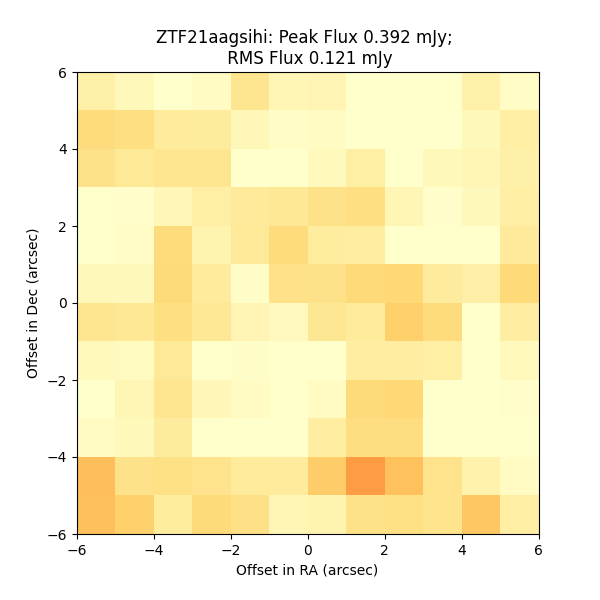 ZTF21aagsihi: Peak Flux 0.392 mJy;
RMS Flux 0.121 mJy
6
4
2
0
−2
−4
−6
Offset in Dec (arcsec)
−6 −4 −2 0 2 4 6
Offset in RA (arcsec)